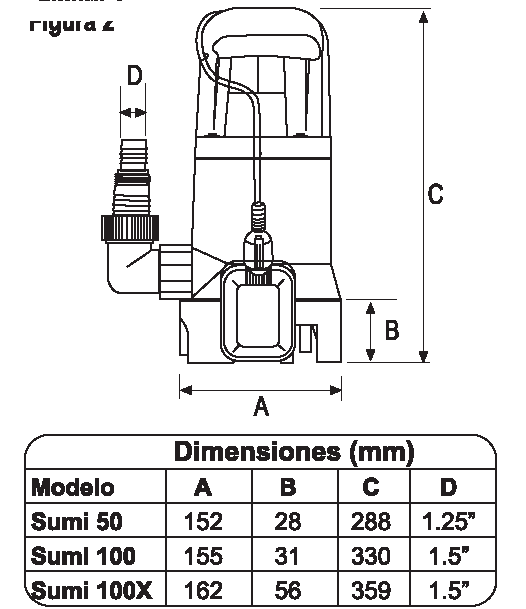 Figura 2
D
C
B
A
Dimensiones (mm)
Modelo A B C D
Sumi 50 152 28 288 1.25”
Sumi 100 155 31 330 1.5”
Sumi 100X 162 56 359 1.5”